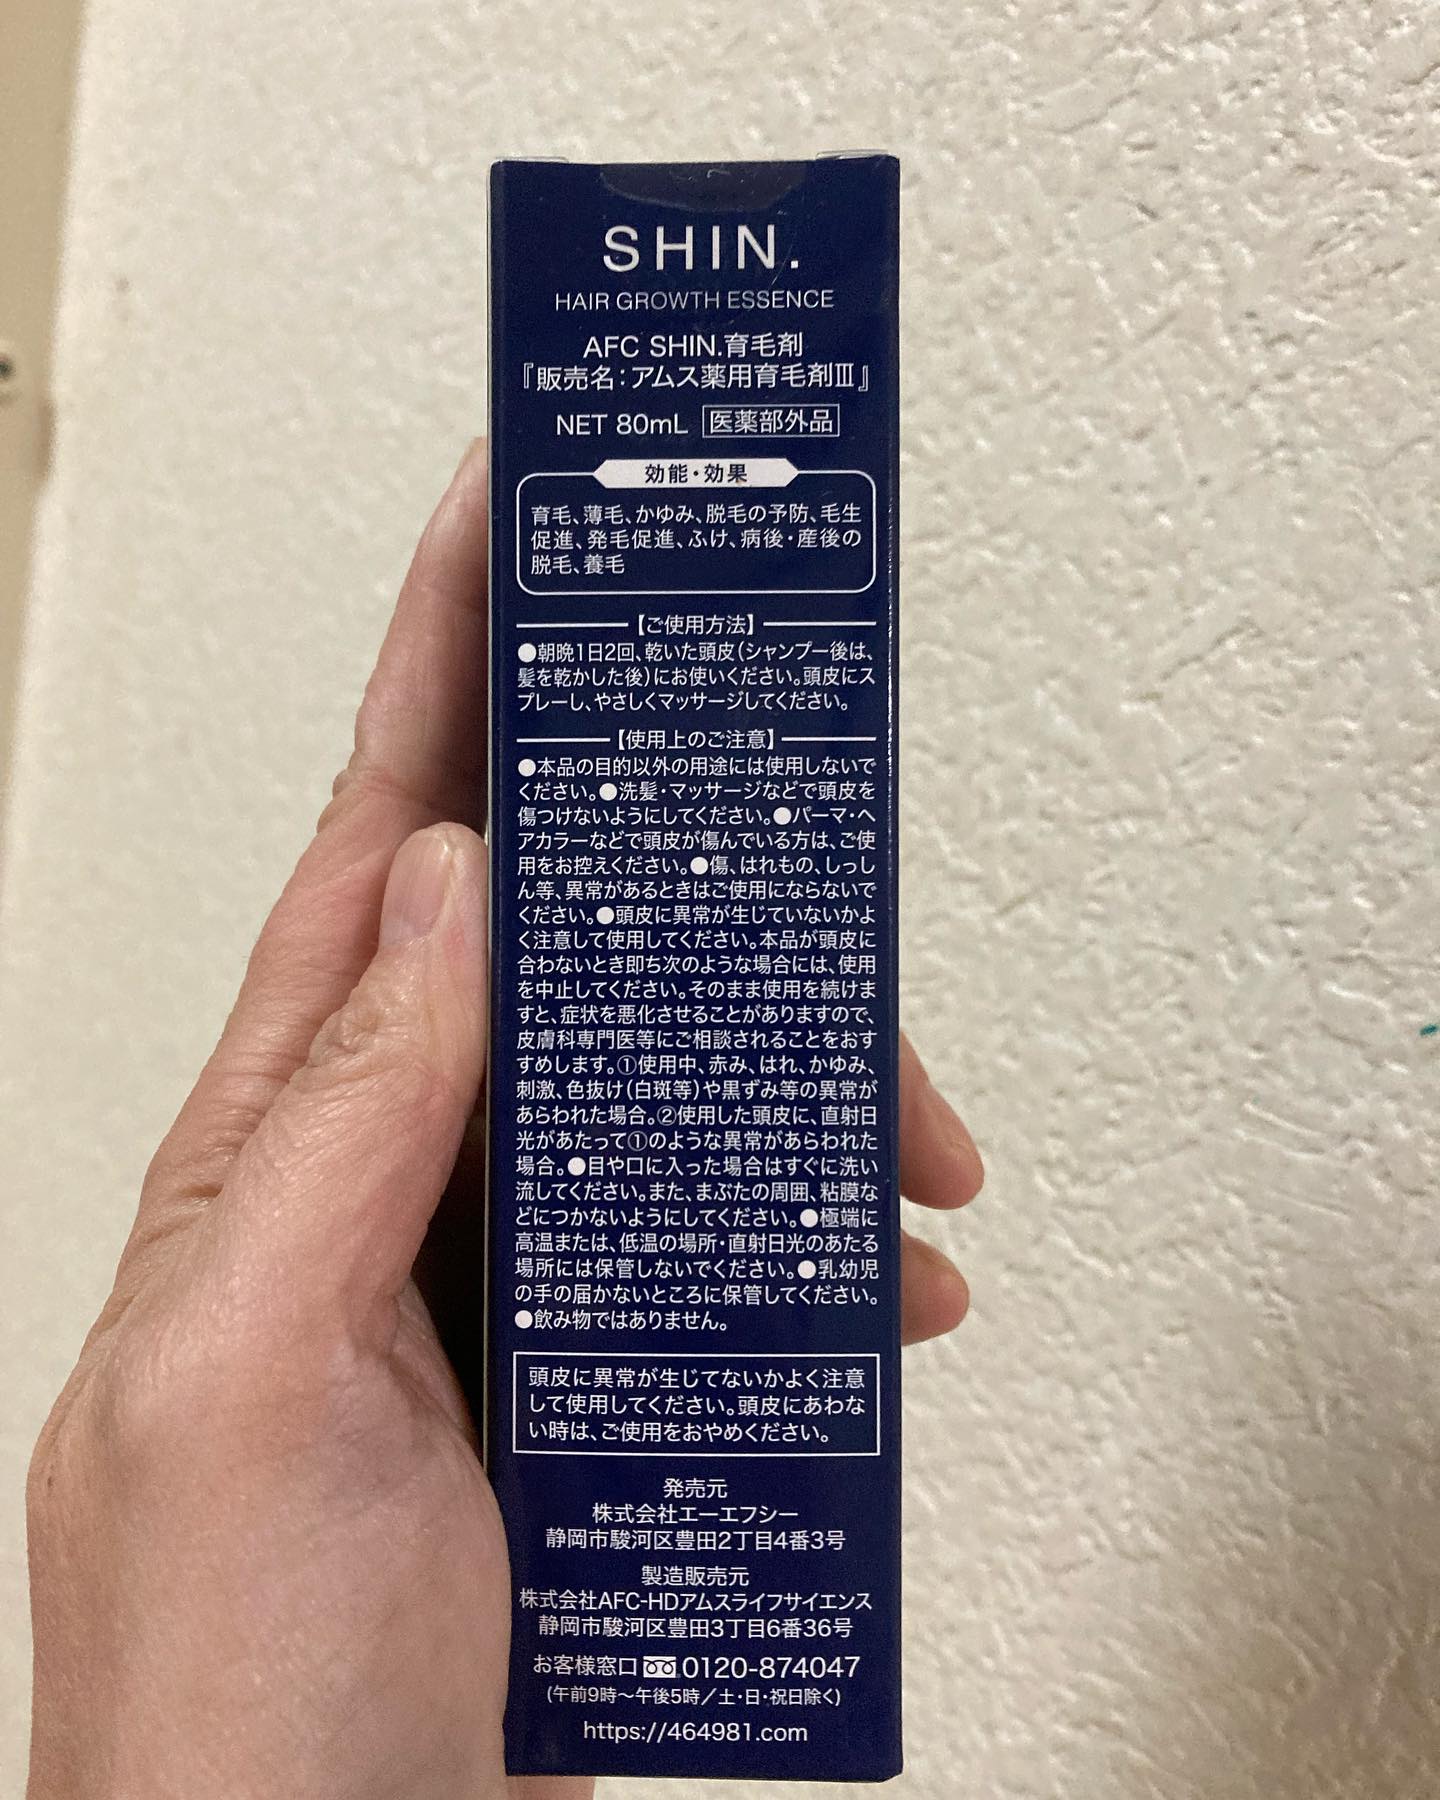 SHIN.
HAIR GROWTH ESSENCE
AFC SHIN.育毛剤
『販売名:アムス薬用育毛剤Ⅲ』
NET 80mL 医薬部外品
効能・効果
育毛、薄毛、かゆみ、脱毛の予防、毛生
促進、発毛促進、ふけ、病後・産後の
脱毛、養毛
【ご使用方法】
●朝晩1日2回、乾いた頭皮(シャンプー後は、
髪を乾かした後)にお使いください。頭皮にス
プレーし、やさしくマッサージしてください。
【使用上のご注意】
●本品の目的以外の用途には使用しないで
ください。●洗髪・マッサージなどで頭皮を
傷つけないようにしてください。●パーマ・ヘ
アカラーなどで頭皮が傷んでいる方は、ご使
用をお控えください。●傷、はれもの、しっし
ん等、異常があるときはご使用にならないで
ください。●頭皮に異常が生じていないかよ
く注意して使用してください。本品が頭皮に
合わないとき即ち次のような場合には、使用
を中止してください。そのまま使用を続けま
すと、症状を悪化させることがありますので、
皮膚科専門医等にご相談されることをおす
すめします。①使用中、赤み、はれ、かゆみ、
刺激、色抜け(白斑等)や黒ずみ等の異常が
あらわれた場合。②使用した頭皮に、直射日
光があたって①のような異常があらわれた
場合。●目や口に入った場合はすぐに洗い
流してください。また、まぶたの周囲、粘膜な
どにつかないようにしてください。●極端に
高温または、低温の場所・直射日光のあたる
場所には保管しないでください。●乳幼児
の手の届かないところに保管してください。
●飲み物ではありません。
頭皮に異常が生じてないかよく注意
して使用してください。頭皮にあわな
い時は、ご使用をおやめください。
発売元
株式会社エーエフシー
静岡市駿河区豊田2丁目4番3号
製造販売元
株式会社AFC-HDアムスライフサイエンス
静岡市駿河区豊田3丁目6番36号
お客様窓口 0120-874047
(午前9時～午後5時/土・日・祝日除く)
https://464981.com